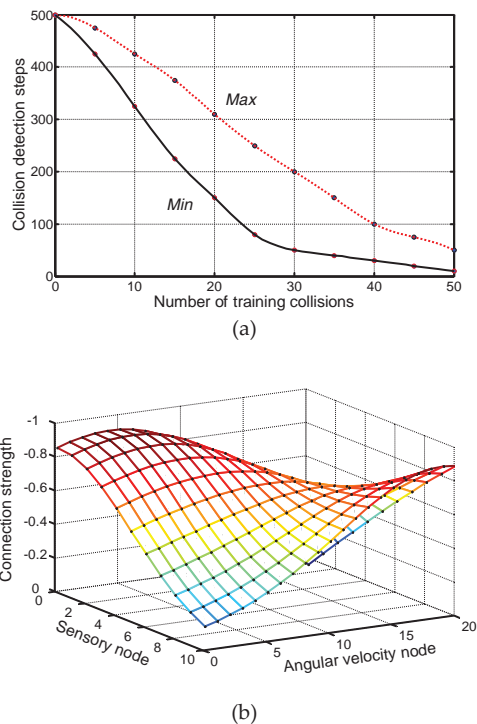 500
400
300
200
100
0
Collision detection steps
Max
Min
0 10 20 30 40 50
Number of training collisions
(a)
-1
-0.8
-0.6
-0.4
-0.2
0
Connection strength
0 2 4 6 8 10
Sensory node
0 5 10 15 20
Angular velocity node
(b)